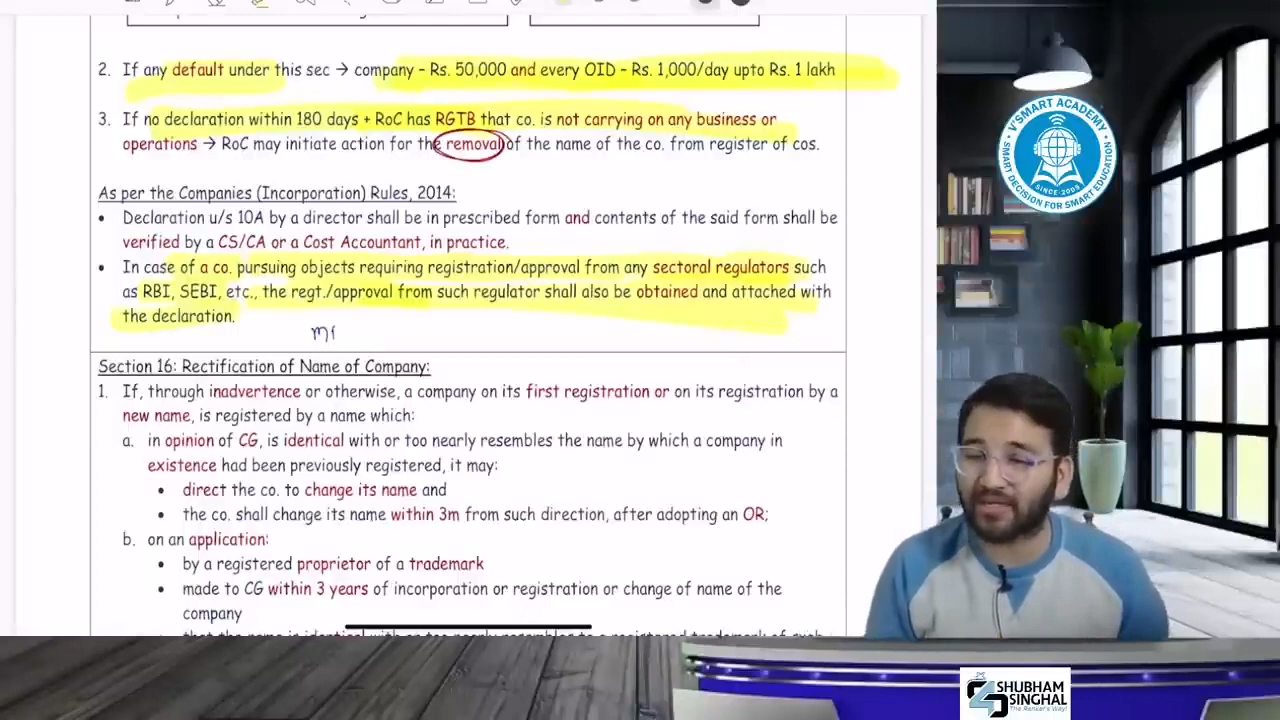 2. If any default under this sec → company – Rs. 50,000 and every OID – Rs. 1,000/day upto Rs. 1 lakh
3. If no declaration within 180 days + RoC has RGTB that co. is not carrying on any business or
operations → RoC may initiate action for the removal of the name of the co. from register of cos.
As per the Companies (Incorporation) Rules, 2014:
• Declaration u/s 10A by a director shall be in prescribed form and contents of the said form shall be
verified by a CS/CA or a Cost Accountant, in practice.
• In case of a co. pursuing objects requiring registration/approval from any sectoral regulators such
as RBI, SEBI, etc., the regt./approval from such regulator shall also be obtained and attached with
the declaration.
Section 16: Rectification of Name of Company:
1. If, through inadvertence or otherwise, a company on its first registration or on its registration by a
new name, is registered by a name which:
a. in opinion of CG, is identical with or too nearly resembles the name by which a company in
existence had been previously registered, it may:
• direct the co. to change its name and
• the co. shall change its name within 3m from such direction, after adopting an OR;
b. on an application:
• by a registered proprietor of a trademark
• made to CG within 3 years of incorporation or registration or change of name of the
company
V'SMART ACADEMY
SMART DECISION FOR SMART EDUCATION
SINCE-2009
SHUBHAM
SINGHAL
The Ranker's Way!